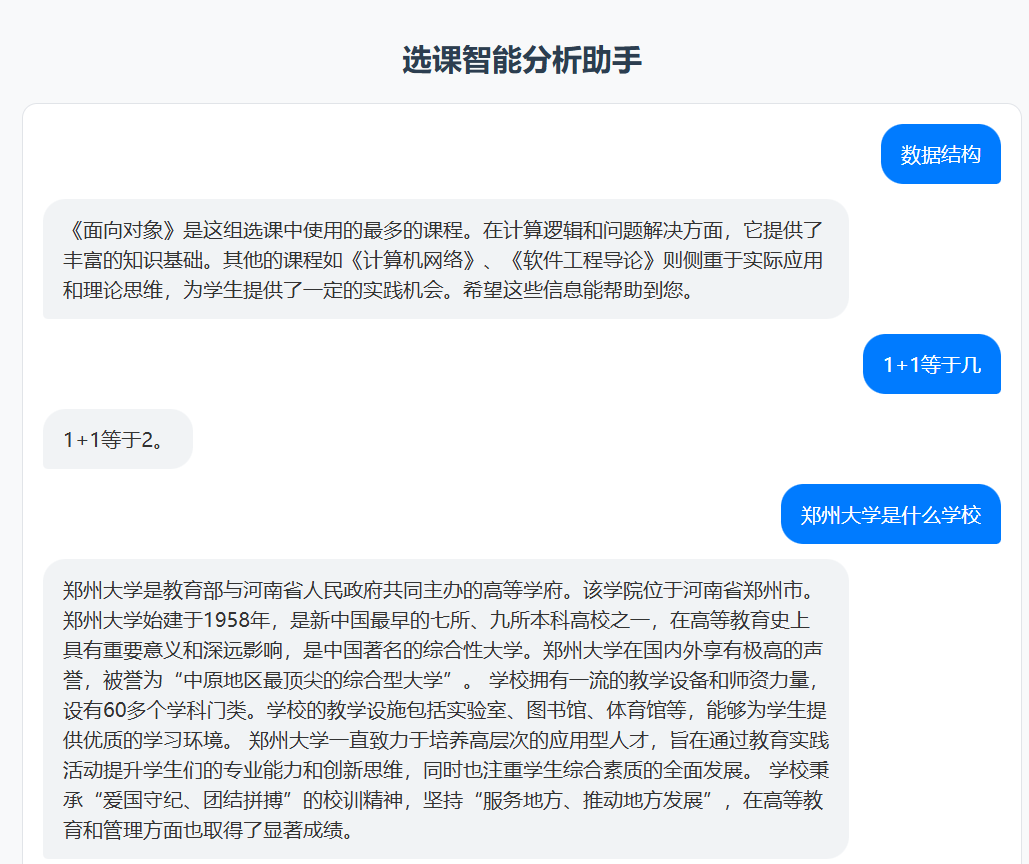 选课智能分析助手
数据结构
《面向对象》是这组选课中使用的最多的课程。在计算逻辑和问题解决方面，它提供了
丰富的知识基础。其他的课程如《计算机网络》、《软件工程导论》则侧重于实际应用
和理论思维，为学生提供了一定的实践机会。希望这些信息能帮助到您。
1+1等于几
1+1等于2。
郑州大学是什么学校
郑州大学是教育部与河南省人民政府共同主办的高等学府。该学院位于河南省郑州市。
郑州大学始建于1958年，是新中国最早的七所、九所本科高校之一，在高等教育史上
具有重要意义和深远影响，是中国著名的综合性大学。郑州大学在国内外享有极高的声
誉，被誉为“中原地区最顶尖的综合型大学”。 学校拥有一流的教学设备和师资力量，
设有60多个学科门类。学校的教学设施包括实验室、图书馆、体育馆等，能够为学生提
供优质的学习环境。 郑州大学一直致力于培养高层次的应用型人才，旨在通过教育实践
活动提升学生们的专业能力和创新思维，同时也注重学生综合素质的全面发展。 学校秉
承“爱国守纪、团结拼搏”的校训精神，坚持“服务地方、推动地方发展”，在高等教
育和管理方面也取得了显著成绩。